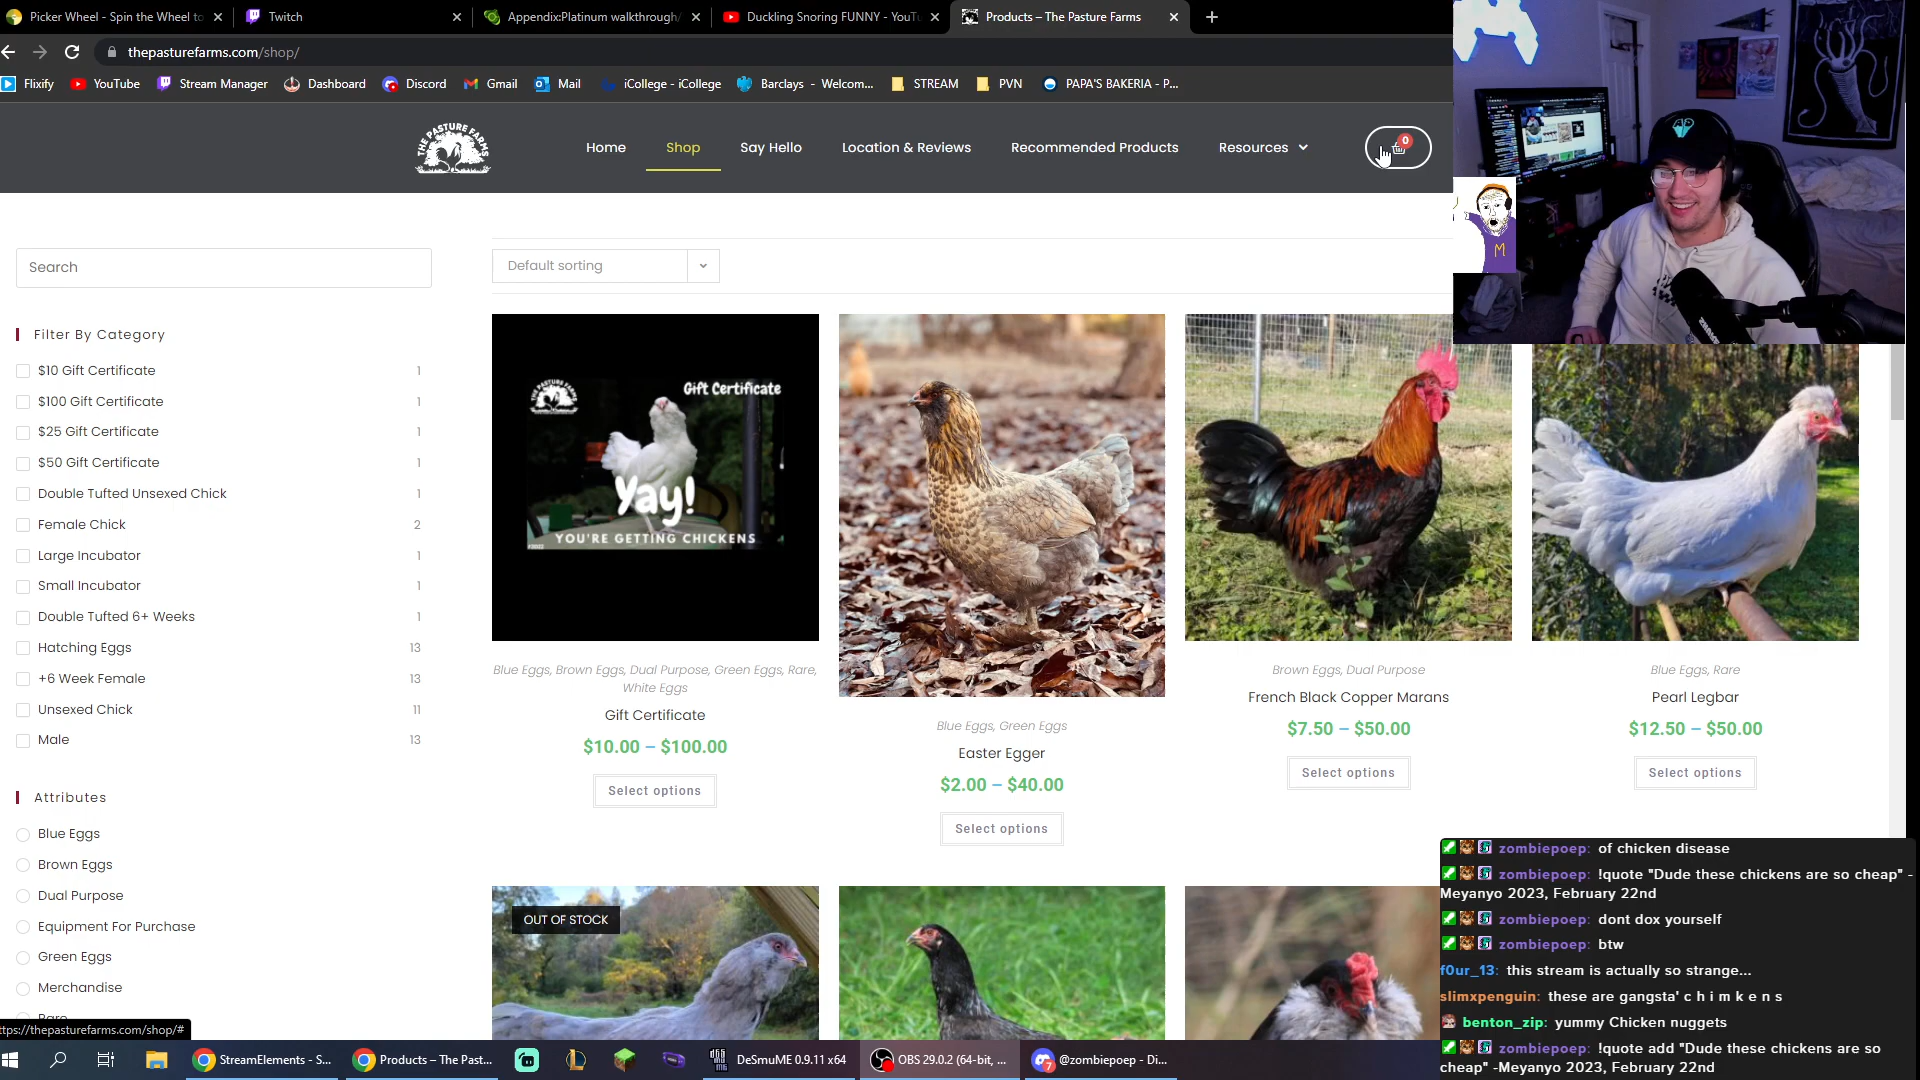 Picker Wheel - Spin the Wheel to
Twitch
Appendix:Platinum walkthrough/
Duckling Snoring FUNNY - YouTu
Products – The Pasture Farms
thepasturefarms.com/shop/
Flixify
YouTube
Stream Manager
Dashboard
Discord
Gmail
Mail
iCollege - iCollege
Barclays - Welcom...
STREAM
PVN
PAPA'S BAKERIA - P...
THE PASTURE FARMS
Home
Shop
Say Hello
Location & Reviews
Recommended Products
Resources
0
Search
Default sorting
Filter By Category
$10 Gift Certificate 1
$100 Gift Certificate 1
$25 Gift Certificate 1
$50 Gift Certificate 1
Double Tufted Unsexed Chick 1
Female Chick 2
Large Incubator 1
Small Incubator 1
Double Tufted 6+ Weeks 1
Hatching Eggs 13
+6 Week Female 13
Unsexed Chick 11
Male 13
Attributes
Blue Eggs
Brown Eggs
Dual Purpose
Equipment For Purchase
Green Eggs
Merchandise
Rare
ttps://thepasturefarms.com/shop/#
Gift Certificate
Yay!
YOU'RE GETTING CHICKENS
Blue Eggs, Brown Eggs, Dual Purpose, Green Eggs, Rare,
White Eggs
Gift Certificate
$10.00 – $100.00
Select options
Blue Eggs, Green Eggs
Easter Egger
$2.00 – $40.00
Select options
Brown Eggs, Dual Purpose
French Black Copper Marans
$7.50 – $50.00
Select options
Blue Eggs, Rare
Pearl Legbar
$12.50 – $50.00
Select options
OUT OF STOCK
M
zombiepoep: of chicken disease
zombiepoep: !quote "Dude these chickens are so cheap" -
Meyanyo 2023, February 22nd
zombiepoep: dont dox yourself
zombiepoep: btw
f0ur_13: this stream is actually so strange...
slimxpenguin: these are gangsta' c h i m k e n s
benton_zip: yummy Chicken nuggets
zombiepoep: !quote add "Dude these chickens are so
cheap" -Meyanyo 2023, February 22nd
StreamElements - S...
Products – The Past...
DeSmuME 0.9.11 x64
OBS 29.0.2 (64-bit, ...
7
@zombiepoep - Di...